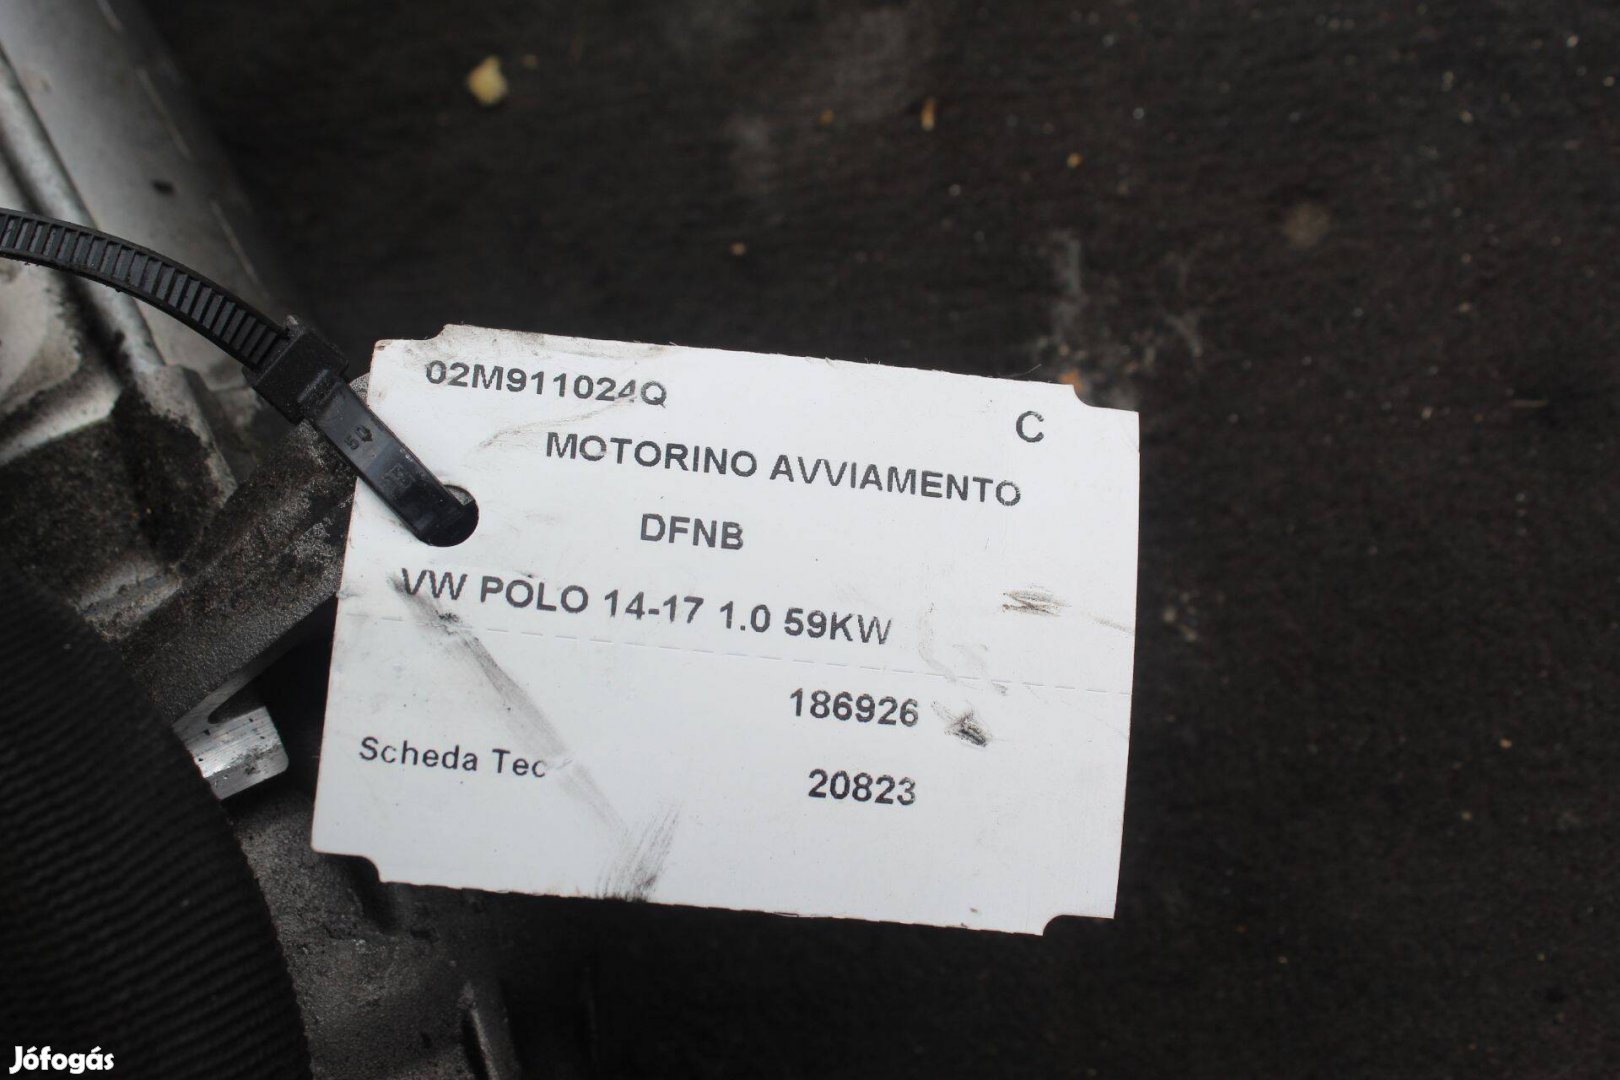 02M911024Q
C
MOTORINO AVVIAMENTO
DFNB
VW POLO 14-17 1.0 59KW
186926
Scheda Tec
20823
Jófogás